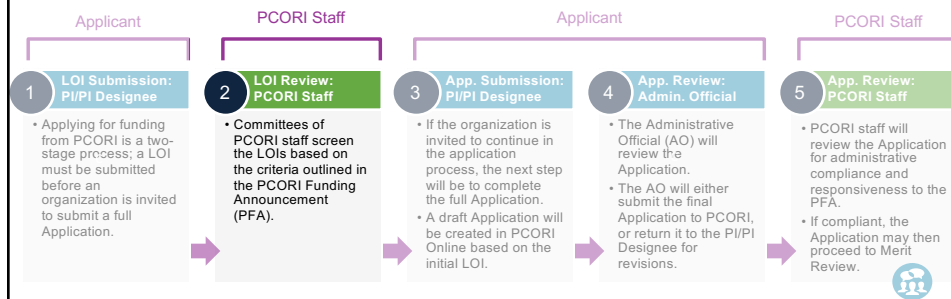 Applicant
PCORI Staff
Applicant
PCORI Staff
1
LOI Submission:
PI/PI Designee
• Applying for funding
from PCORI is a two-
stage process; a LOI
must be submitted
before an
organization is invited
to submit a full
Application.
2
LOI Review:
PCORI Staff
• Committees of
PCORI staff screen
the LOIs based on
the criteria outlined in
the PCORI Funding
Announcement
(PFA).
3
App. Submission:
PI/PI Designee
• If the organization is
invited to continue in
the application
process, the next step
will be to complete
the full Application.
• A draft Application will
be created in PCORI
Online based on the
initial LOI.
4
App. Review:
Admin. Official
• The Administrative
Official (AO) will
review the
Application.
• The AO will either
submit the final
Application to PCORI,
or return it to the PI/PI
Designee for
revisions.
5
App. Review:
PCORI Staff
• PCORI staff will
review the Application
for administrative
compliance and
responsiveness to the
PFA.
• If compliant, the
Application may then
proceed to Merit
Review.